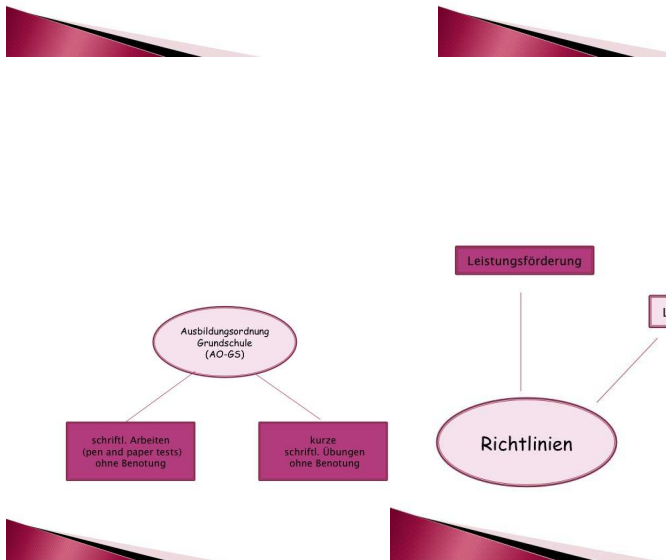 Ausbildungsordnung
Grundschule
(AO-GS)
schriftl. Arbeiten
(pen and paper tests)
ohne Benotung
kurze
schriftl. Übungen
ohne Benotung
Leistungsförderung
Richtlinien